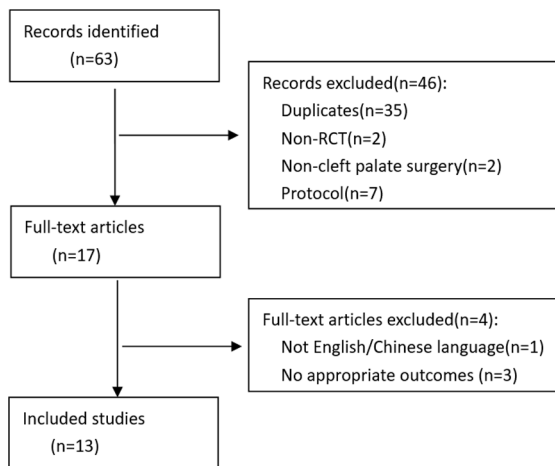 Records identified
(n=63)
Records excluded(n=46):
Duplicates(n=35)
Non-RCT(n=2)
Non-cleft palate surgery(n=2)
Protocol(n=7)
Full-text articles
(n=17)
Full-text articles excluded(n=4):
Not English/Chinese language(n=1)
No appropriate outcomes (n=3)
Included studies
(n=13)